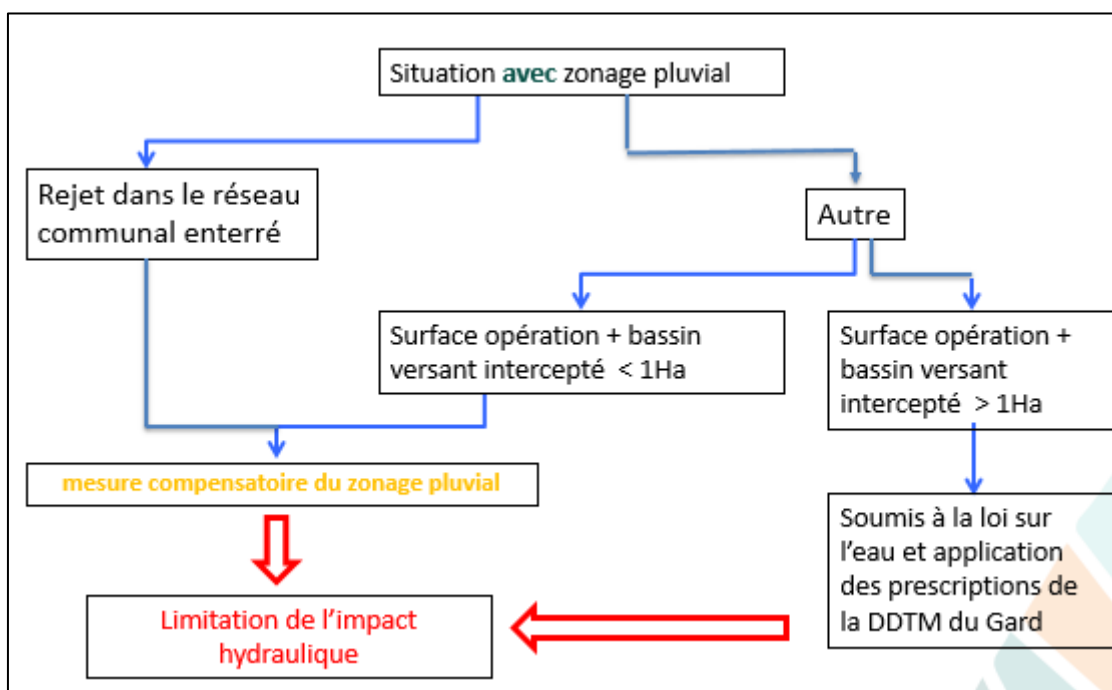 Situation avec zonage pluvial
Rejet dans le réseau
communal enterré
Autre
Surface opération + bassin
versant intercepté < 1Ha
Surface opération +
bassin versant
intercepté > 1Ha
mesure compensatoire du zonage pluvial
Soumis à la loi sur
l'eau et application
des prescriptions de
la DDTM du Gard
Limitation de l'impact
hydraulique